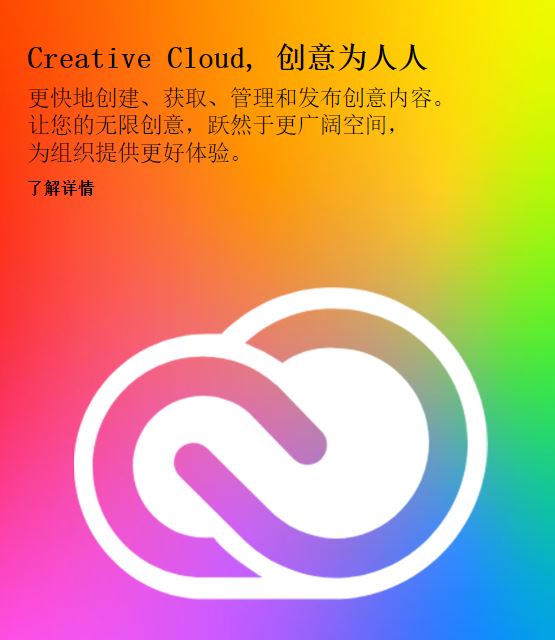 Creative Cloud, 创意为人人
更快地创建、获取、管理和发布创意内容。
让您的无限创意，跃然于更广阔空间，
为组织提供更好体验。
了解详情